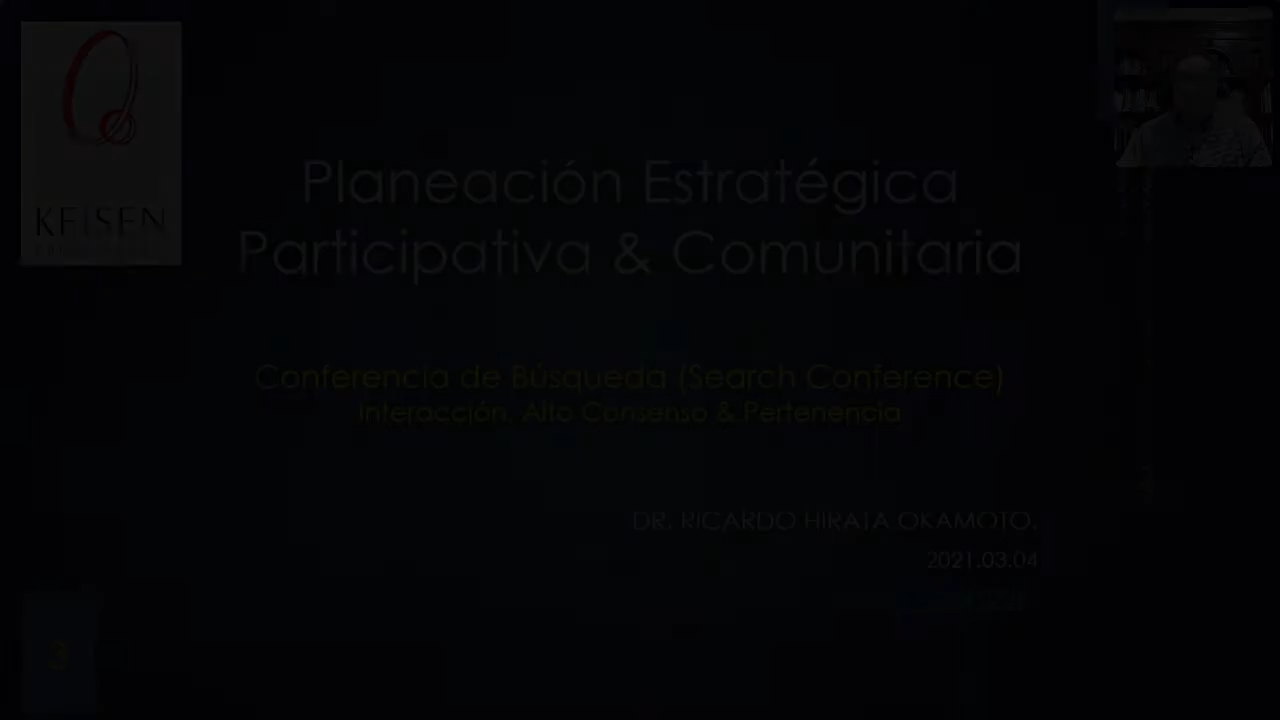 KEISEN
Planeación Estratégica
Participativa & Comunitaria
Conferencia de Búsqueda (Search Conference)
Interacción, Alto Consenso & Pertenencia
DR. RICARDO HIRATA OKAMOTO.
2021.03.04
3